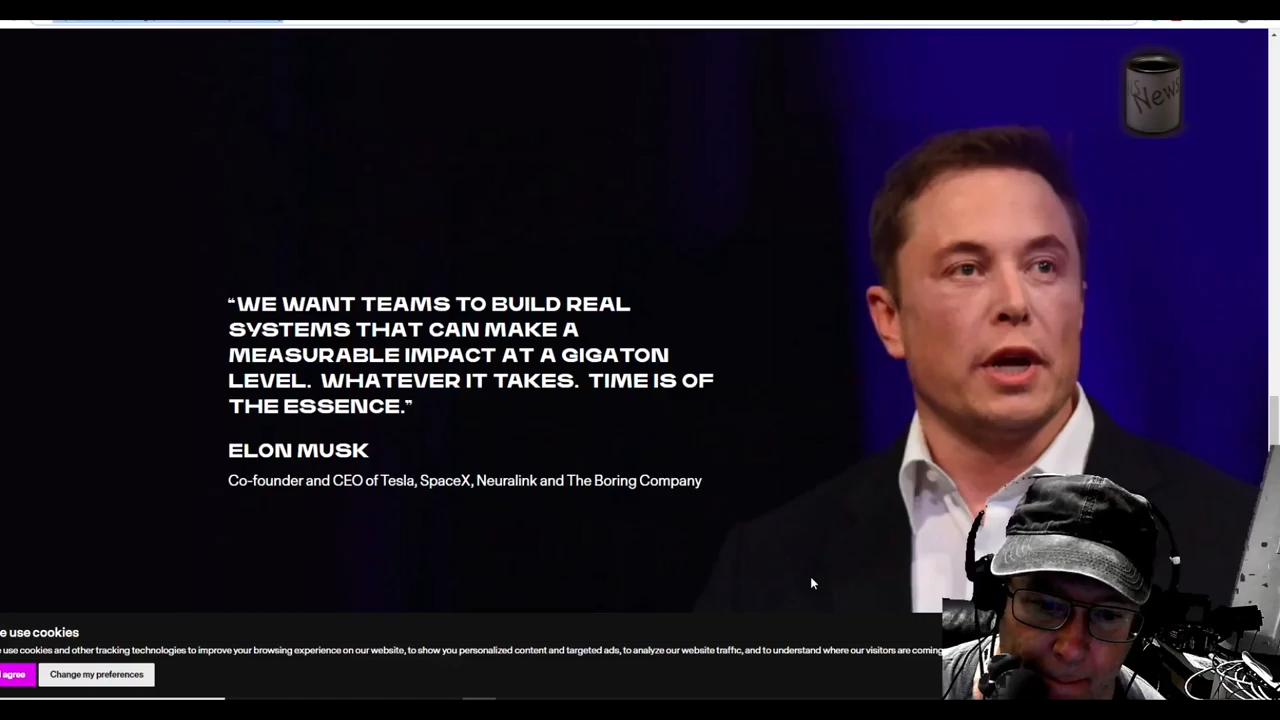 News
“WE WANT TEAMS TO BUILD REAL
SYSTEMS THAT CAN MAKE A
MEASURABLE IMPACT AT A GIGATON
LEVEL. WHATEVER IT TAKES. TIME IS OF
THE ESSENCE.”
ELON MUSK
Co-founder and CEO of Tesla, SpaceX, Neuralink and The Boring Company
e use cookies
use cookies and other tracking technologies to improve your browsing experience on our website, to show you personalized content and targeted ads, to analyze our website traffic, and to understand where our visitors are coming
agree
Change my preferences